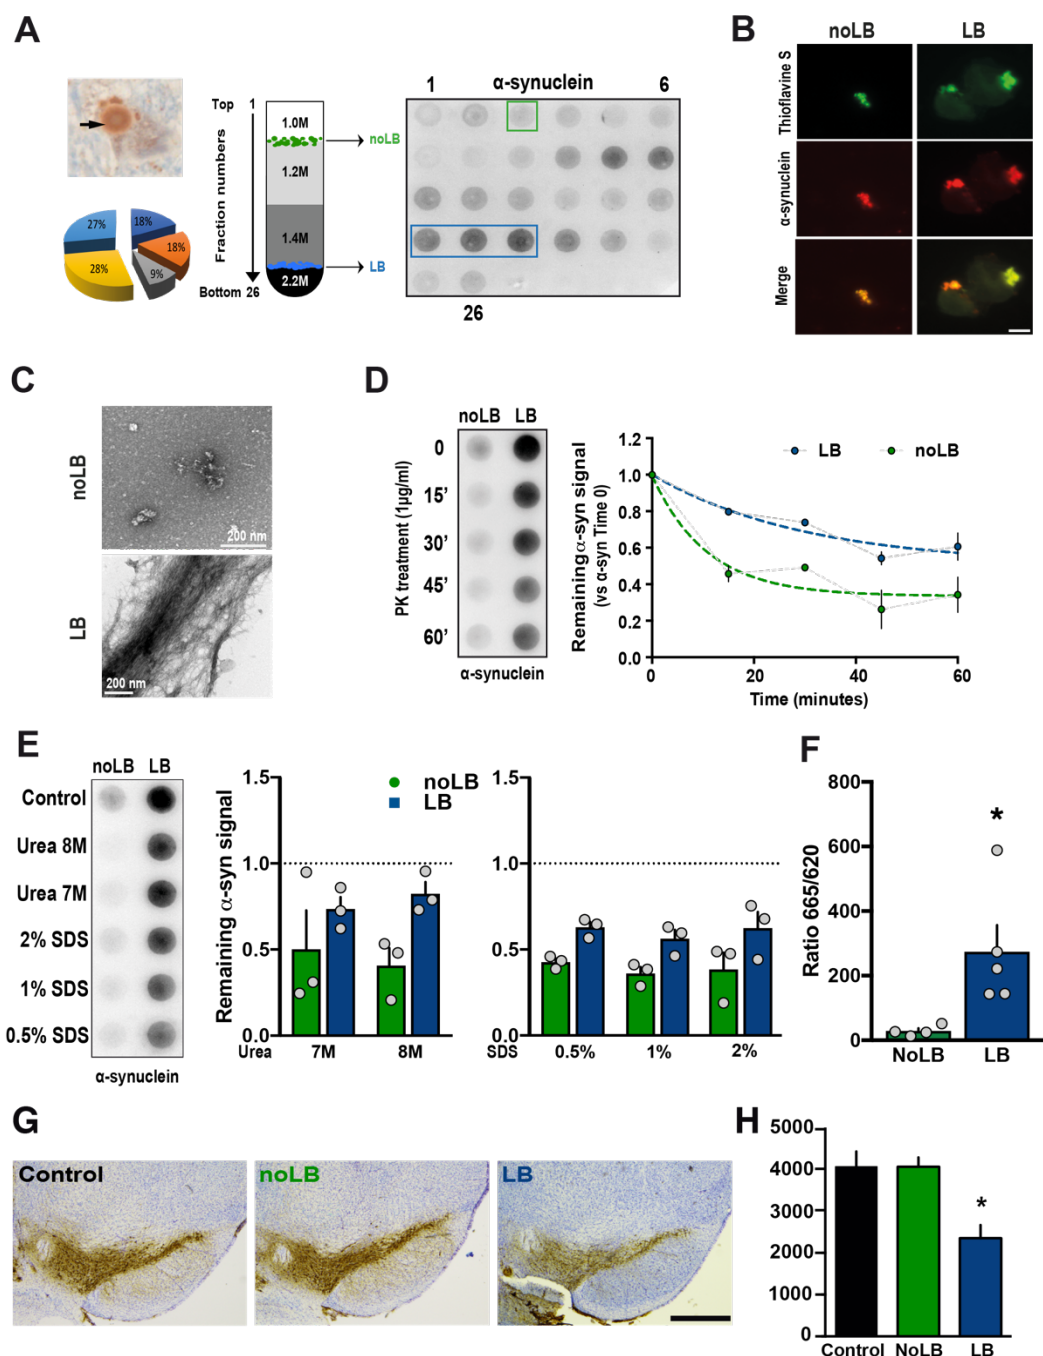 A
1 α-synuclein 6
Top 1
1.0M
noLB
1.2M
Fraction numbers
1.4M
LB
Bottom 26
2.2M
26
27%
18%
18%
28%
9%
B
noLB LB
Thioflavine S
α-synuclein
Merge
C
noLB
200 nm
LB
200 nm
D
noLB LB
PK treatment (1µg/ml)
0
15’
30’
45’
60’
α-synuclein
Remaining α-syn signal
(vs α-syn Time 0)
1.2
1.0
0.8
0.6
0.4
0.2
0.0
LB noLB
0 20 40 60
Time (minutes)
E
noLB LB
Control
Urea 8M
Urea 7M
2% SDS
1% SDS
0.5% SDS
α-synuclein
Remaining α-syn signal
1.5
1.0
0.5
0.0
noLB
LB
Urea 7M 8M
1.5
1.0
0.5
0.0
SDS 0.5% 1% 2%
F
Ratio 665/620
800
600
400
200
0
*
NoLB LB
G
Control
noLB
LB
H
5000
4000
3000
2000
1000
0
*
Control NoLB LB